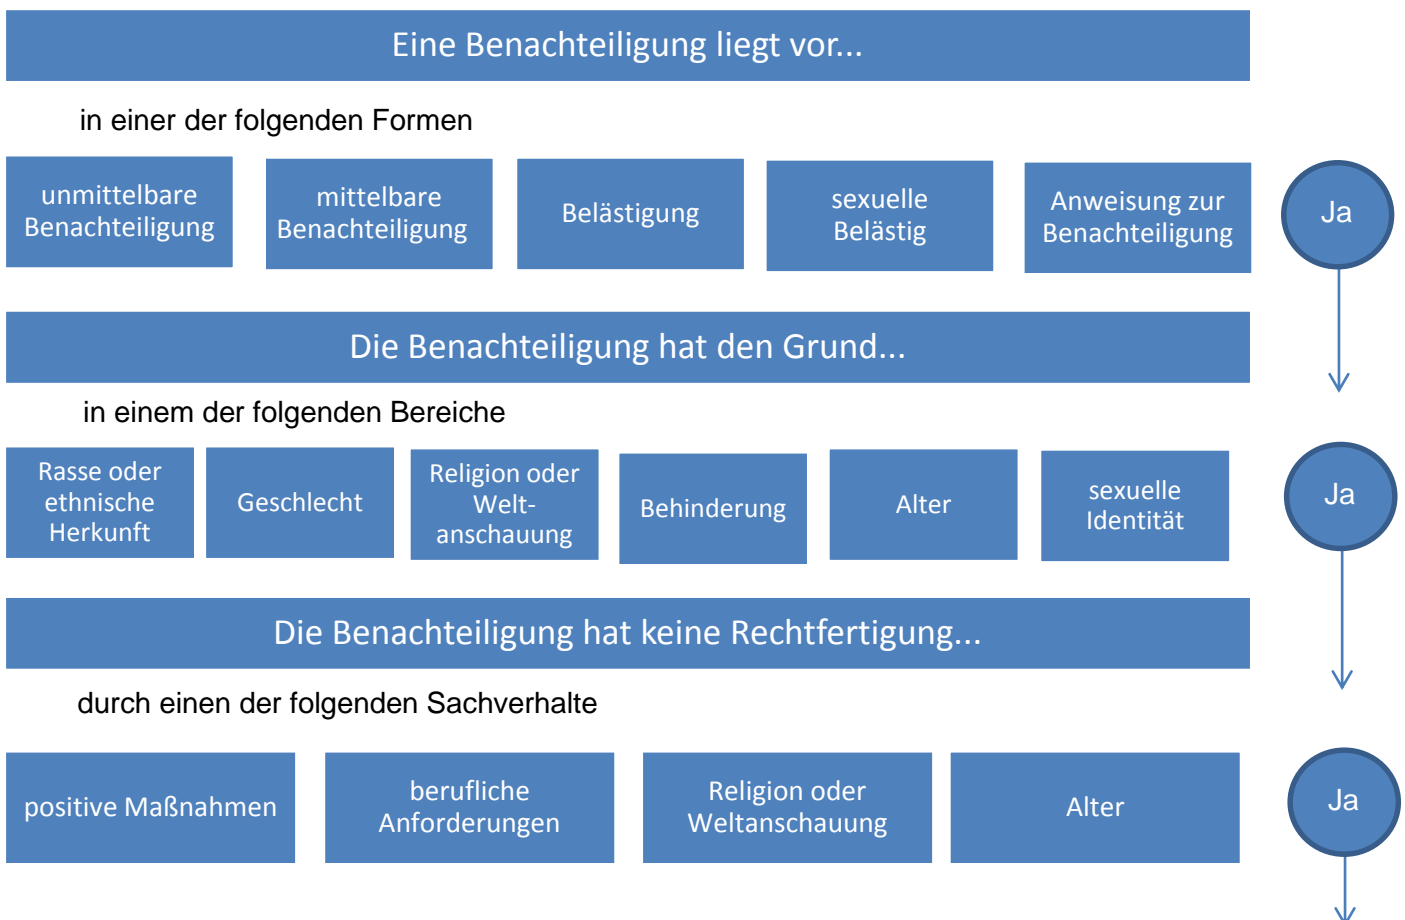 Eine Benachteiligung liegt vor...
in einer der folgenden Formen
unmittelbare
Benachteiligung
mittelbare
Benachteiligung
Belästigung
sexuelle
Belästig
Anweisung zur
Benachteiligung
Ja
Die Benachteiligung hat den Grund...
in einem der folgenden Bereiche
Rasse oder
ethnische
Herkunft
Geschlecht
Religion oder
Welt-
anschauung
Behinderung
Alter
sexuelle
Identität
Ja
Die Benachteiligung hat keine Rechtfertigung...
durch einen der folgenden Sachverhalte
positive Maßnahmen
berufliche
Anforderungen
Religion oder
Weltanschauung
Alter
Ja